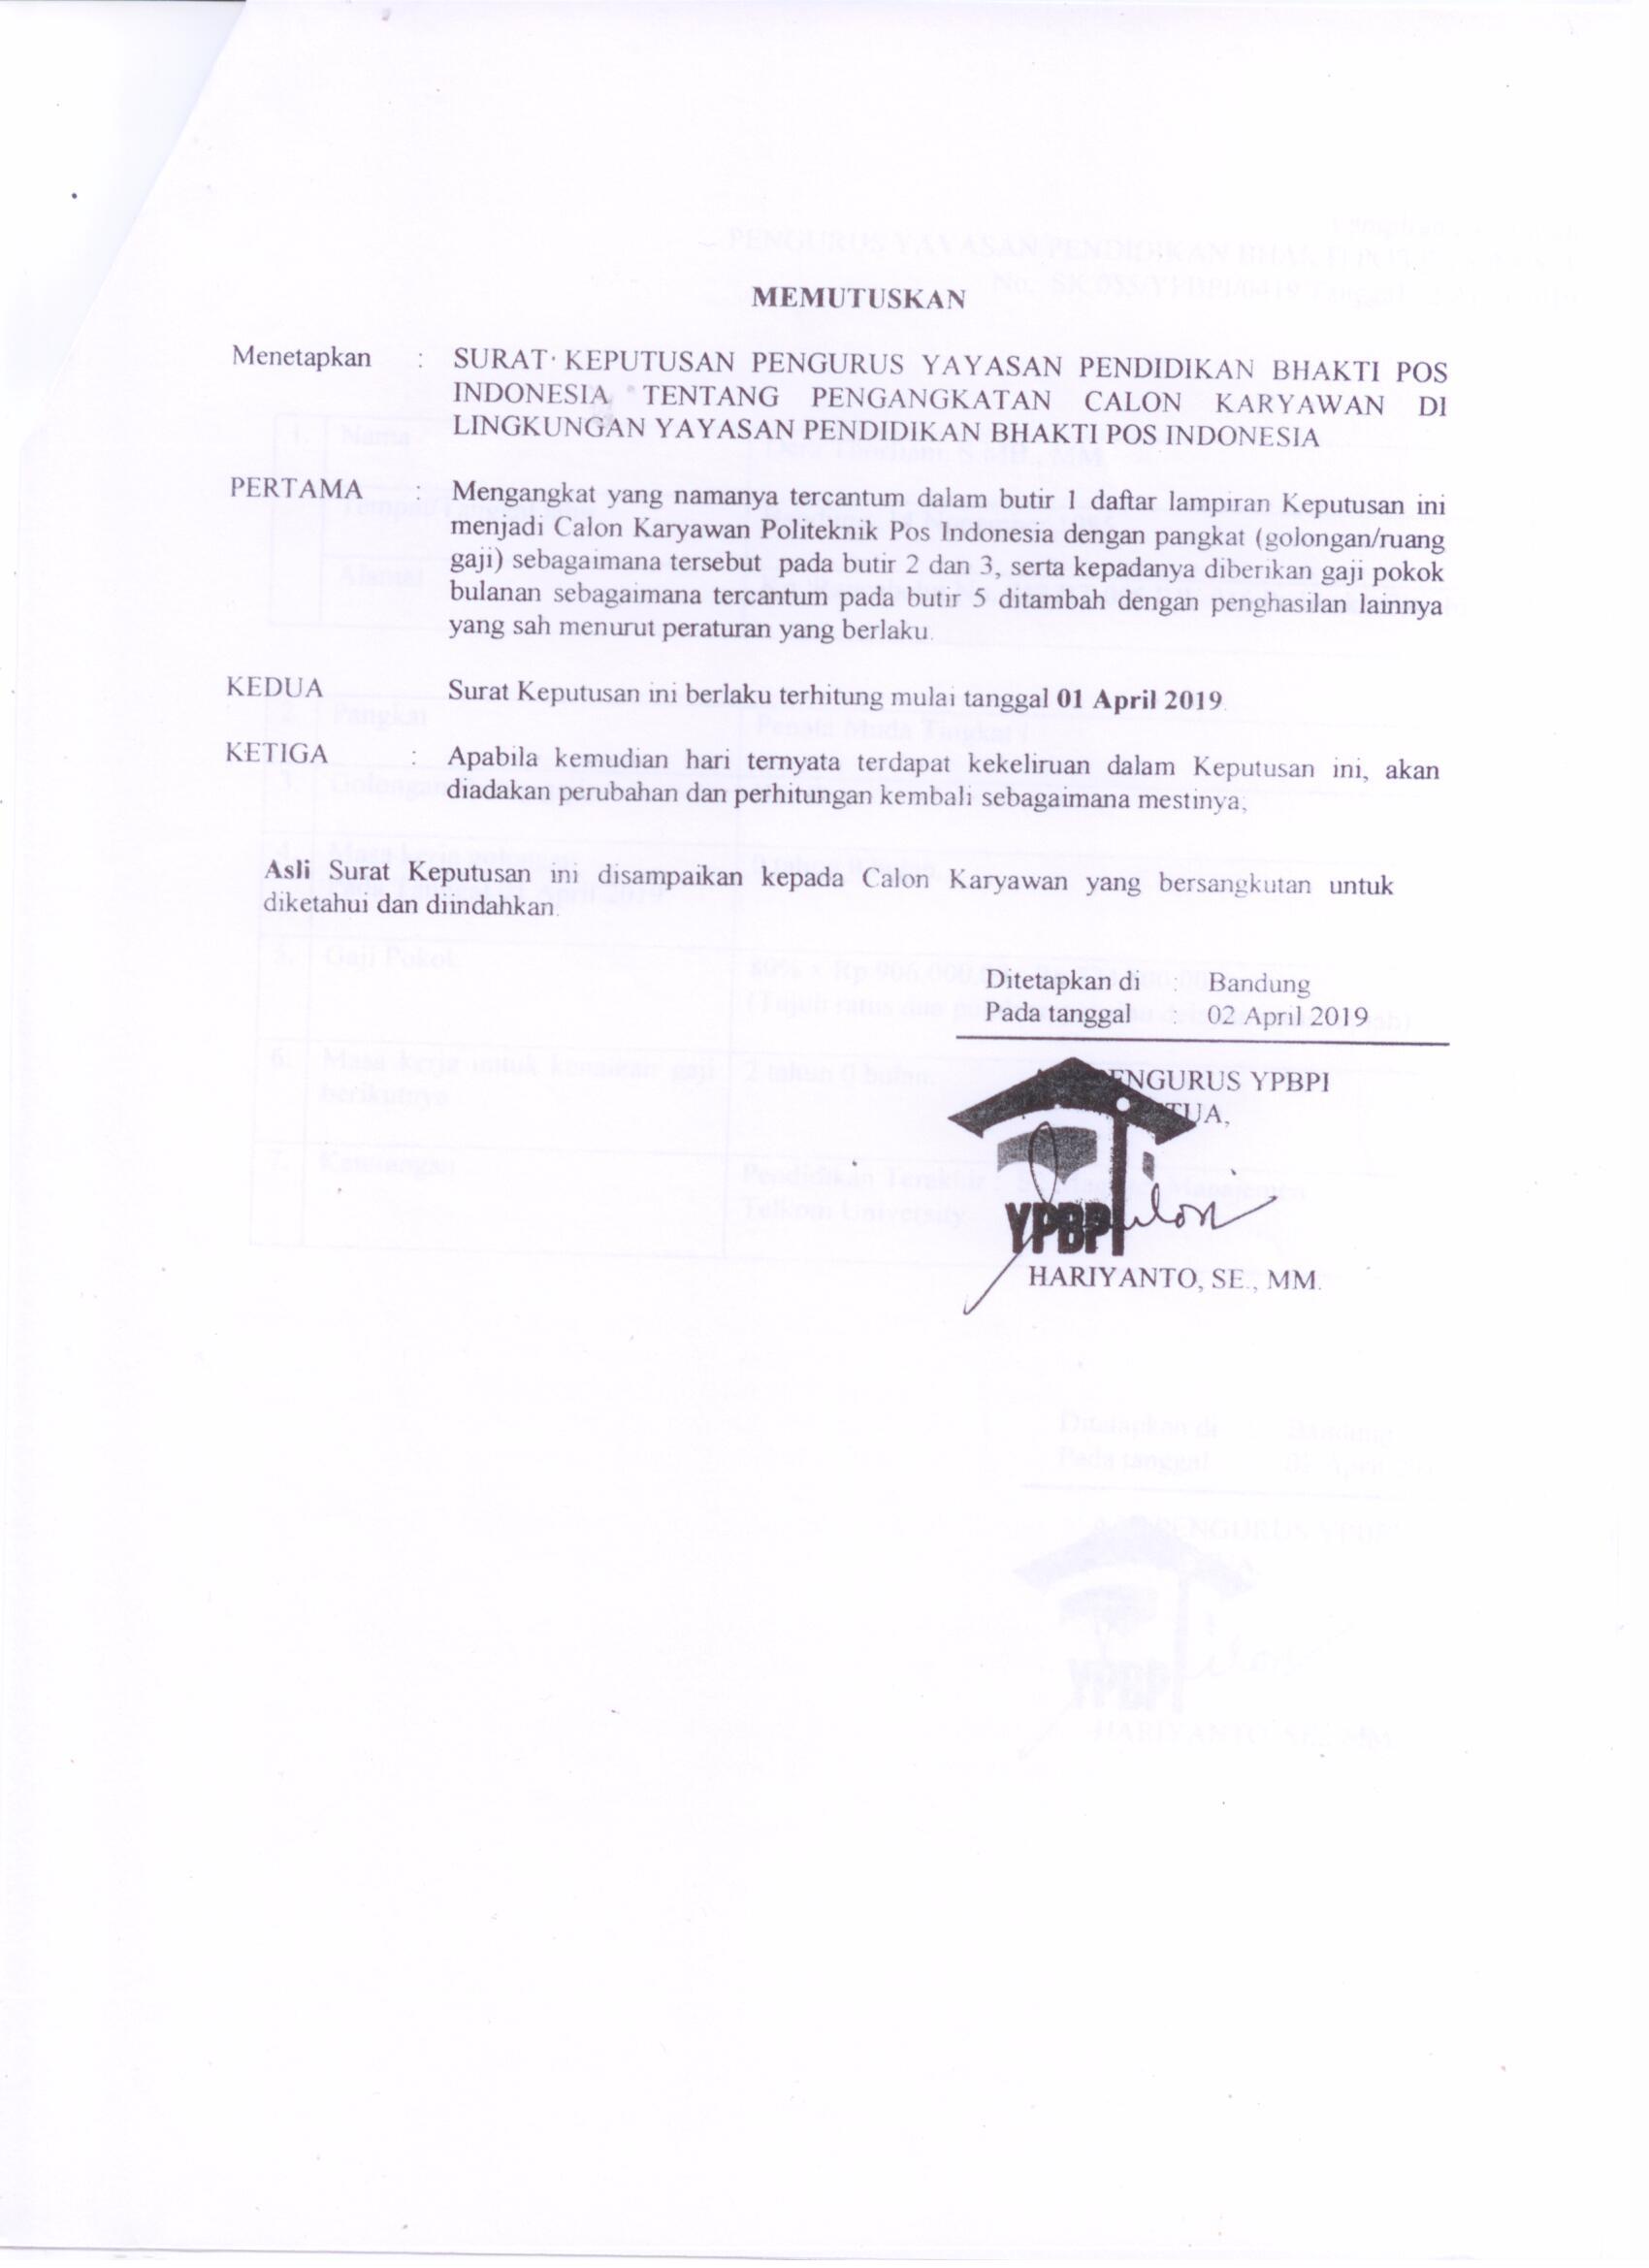 MEMUTUSKAN
Menetapkan : SURAT KEPUTUSAN PENGURUS YAYASAN PENDIDIKAN BHAKTI POS
INDONESIA TENTANG PENGANGKATAN CALON KARYAWAN DI
LINGKUNGAN YAYASAN PENDIDIKAN BHAKTI POS INDONESIA
PERTAMA : Mengangkat yang namanya tercantum dalam butir 1 daftar lampiran Keputusan ini
menjadi Calon Karyawan Politeknik Pos Indonesia dengan pangkat (golongan/ruang
gaji) sebagaimana tersebut pada butir 2 dan 3, serta kepadanya diberikan gaji pokok
bulanan sebagaimana tercantum pada butir 5 ditambah dengan penghasilan lainnya
yang sah menurut peraturan yang berlaku.
KEDUA Surat Keputusan ini berlaku terhitung mulai tanggal 01 April 2019.
KETIGA : Apabila kemudian hari ternyata terdapat kekeliruan dalam Keputusan ini, akan
diadakan perubahan dan perhitungan kembali sebagaimana mestinya;
Asli Surat Keputusan ini disampaikan kepada Calon Karyawan yang bersangkutan untuk
diketahui dan diindahkan.
Ditetapkan di : Bandung
Pada tanggal : 02 April 2019
PENGURUS YPBPI
KETUA,
YPBPI
HARIYANTO, SE., MM.